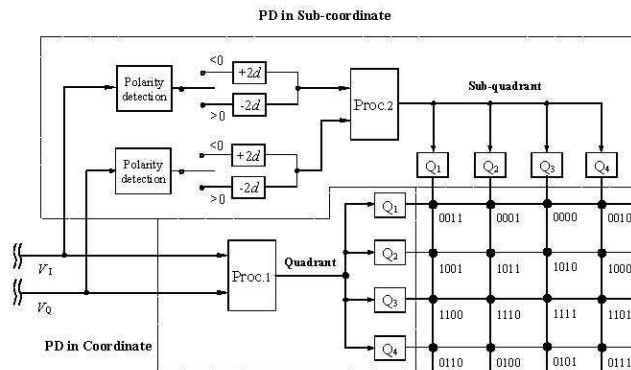 PD in Sub-coordinate
<0
+2d
Polarity detection
-2d
>0
Proc.2
Sub-quadrant
<0
+2d
Polarity detection
-2d
>0
Q1 Q2 Q3 Q4
Q1
0011 0001 0000 0010
VI
Proc.1
Quadrant
Q2
1001 1011 1010 1000
VQ
Q3
1100 1110 1111 1101
PD in Coordinate
Q4
0110 0100 0101 0111